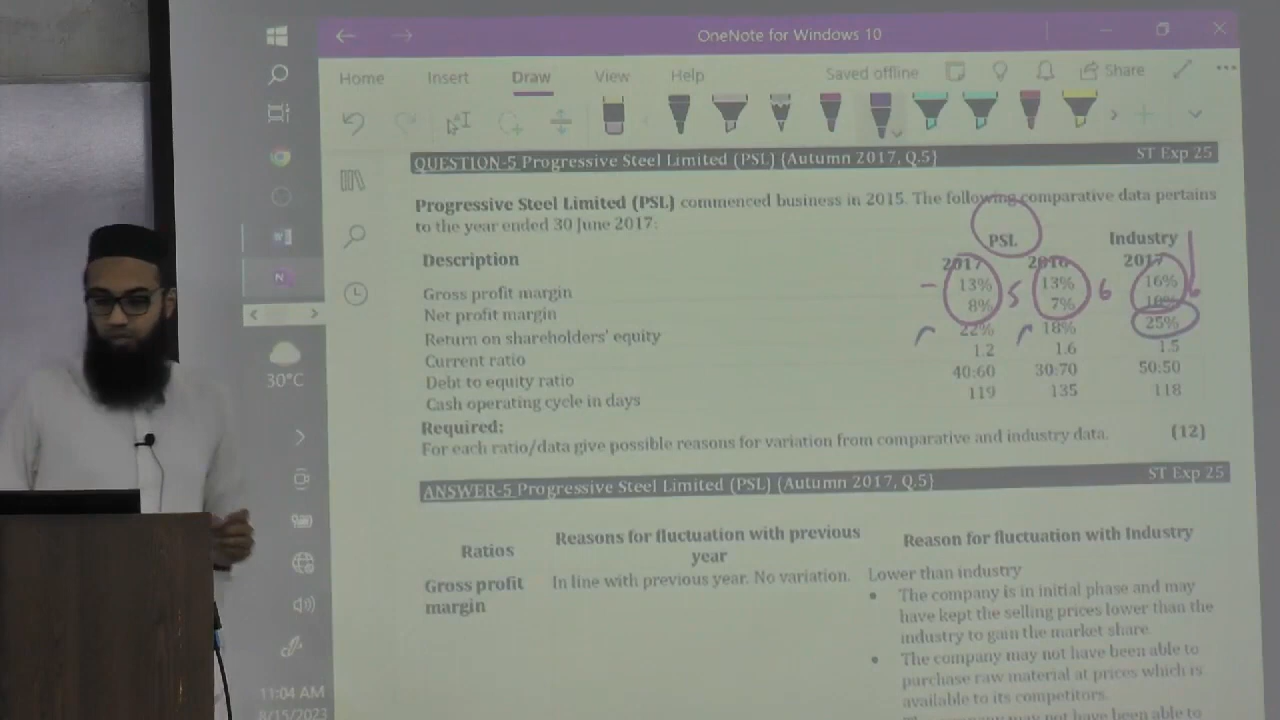 OneNote for Windows 10
Home Insert Draw View Help Saved offline Share
QUESTION-5 Progressive Steel Limited (PSL) {Autumn 2017, Q.5} ST Exp 25
Progressive Steel Limited (PSL) commenced business in 2015. The following comparative data pertains
to the year ended 30 June 2017:
PSL Industry
Description 2017 2016 2017
Gross profit margin 13% 13% 16%
Net profit margin 8% 5 7% 6 10% 6
Return on shareholders' equity 22% 18% 25%
Current ratio 1.2 1.6 1.5
Debt to equity ratio 40:60 30:70 50:50
Cash operating cycle in days 119 135 118
Required:
For each ratio/data give possible reasons for variation from comparative and industry data. (12)
ANSWER-5 Progressive Steel Limited (PSL) {Autumn 2017, Q.5} ST Exp 25
Ratios Reasons for fluctuation with previous year Reason for fluctuation with Industry
Gross profit margin In line with previous year. No variation. Lower than industry
• The company is in initial phase and may
have kept the selling prices lower than the
industry to gain the market share.
• The company may not have been able to
purchase raw material at prices which is
available to its competitors.
30°C
11:04 AM
8/15/2023